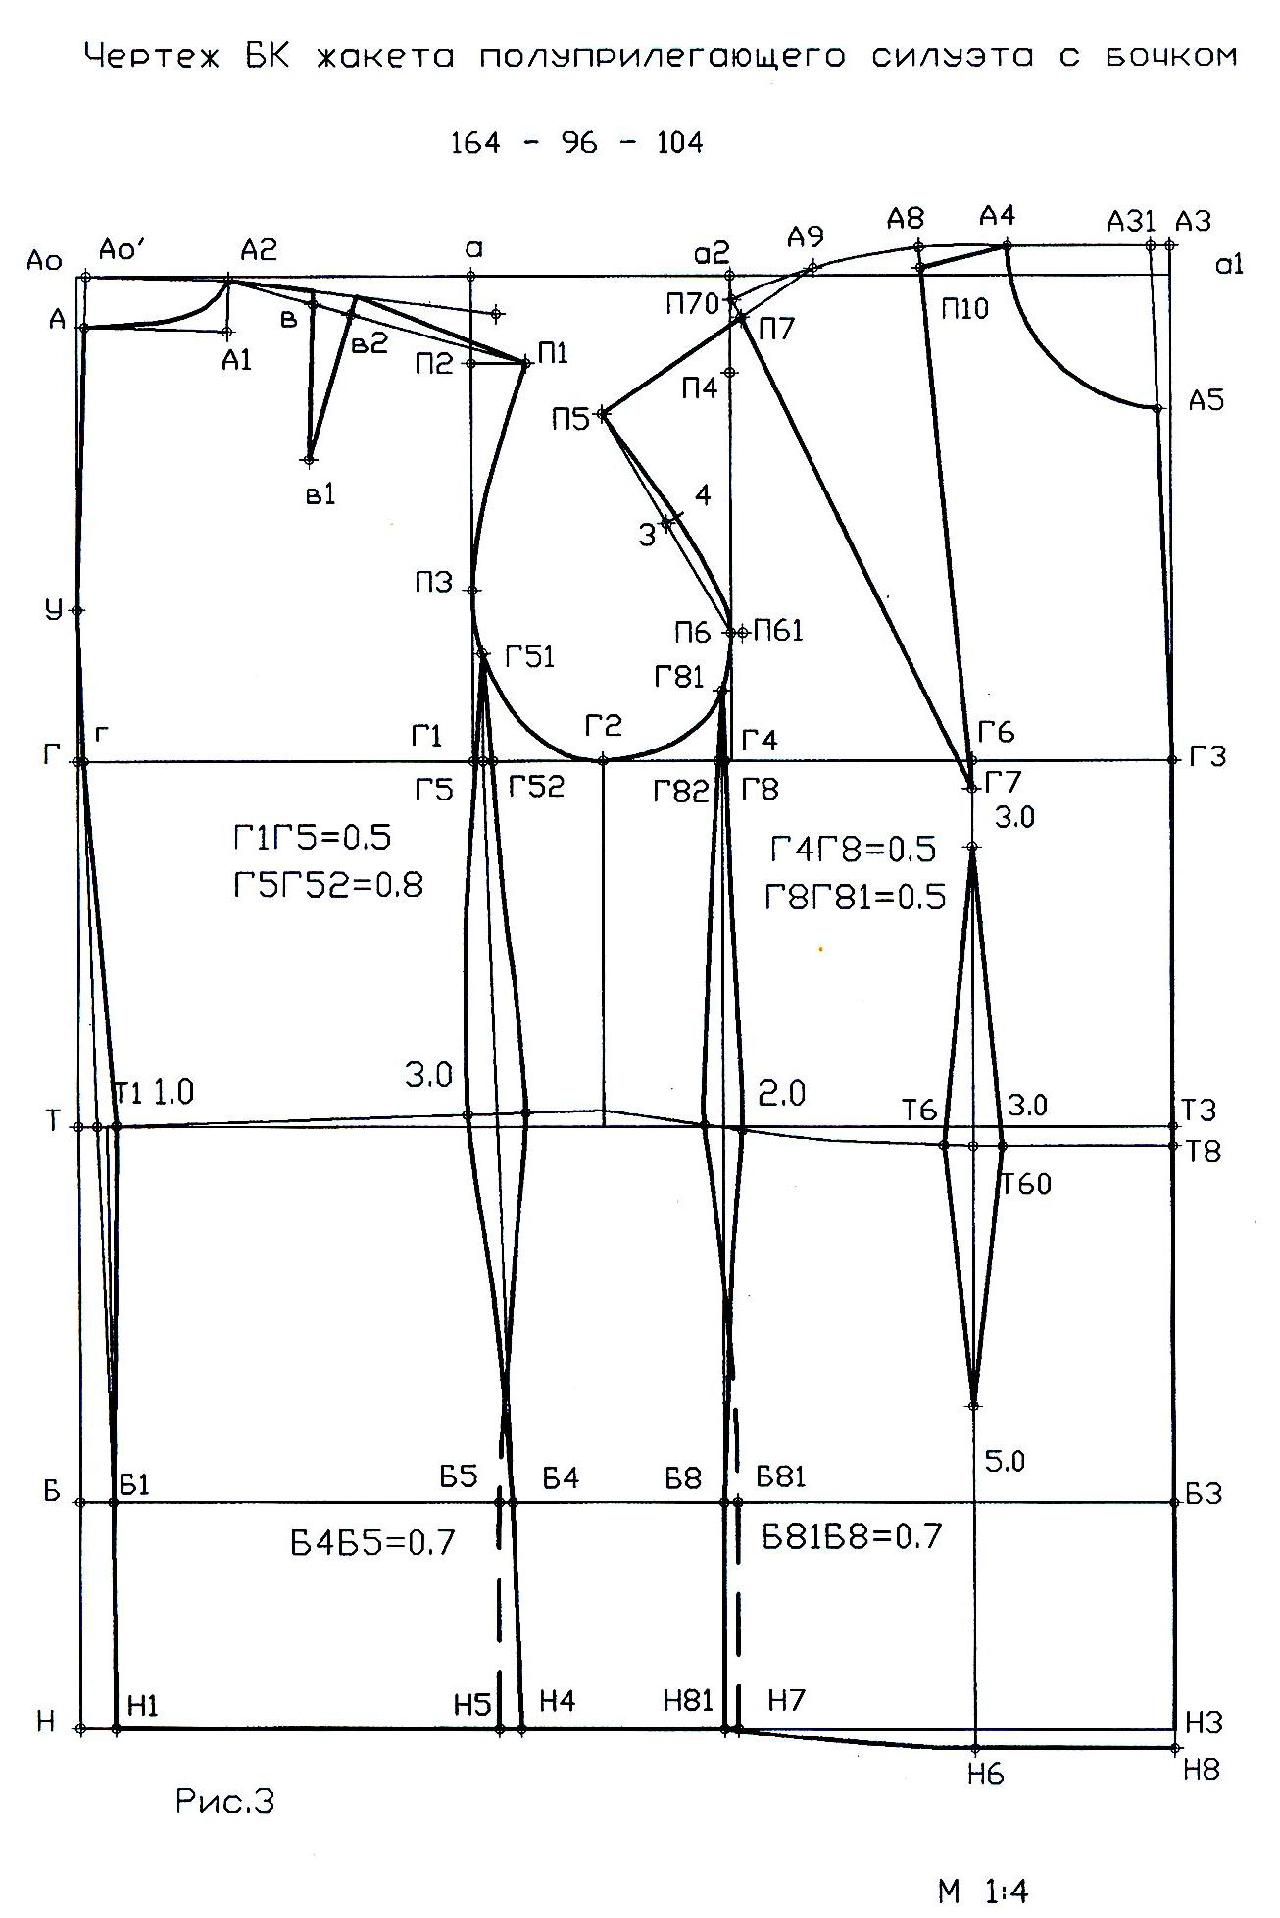 Чертеж БК жакета полуприлегающего силуэта с бочком
164 - 96 - 104
Ао Ао′ А2 а а2 А9 А8 А4 А31 А3
а1
А А1 в в2 П2 П1 П70 П7 П10
П4
П5 А5
в1 4
3
П3
У П6 П61
Г51 Г81
Г г Г1 Г2 Г4 Г6 Г3
Г5 Г52 Г82 Г8 Г7
3.0
Г1Г5=0.5 Г4Г8=0.5
Г5Г52=0.8 Г8Г81=0.5
Т Т1 1.0 3.0 2.0 Т6 3.0 Т3
Т8
Т60
5.0
Б Б1 Б5 Б4 Б8 Б81 Б3
Б4Б5=0.7 Б81Б8=0.7
Н Н1 Н5 Н4 Н81 Н7 Н3
Н6 Н8
Рис.3
М 1:4